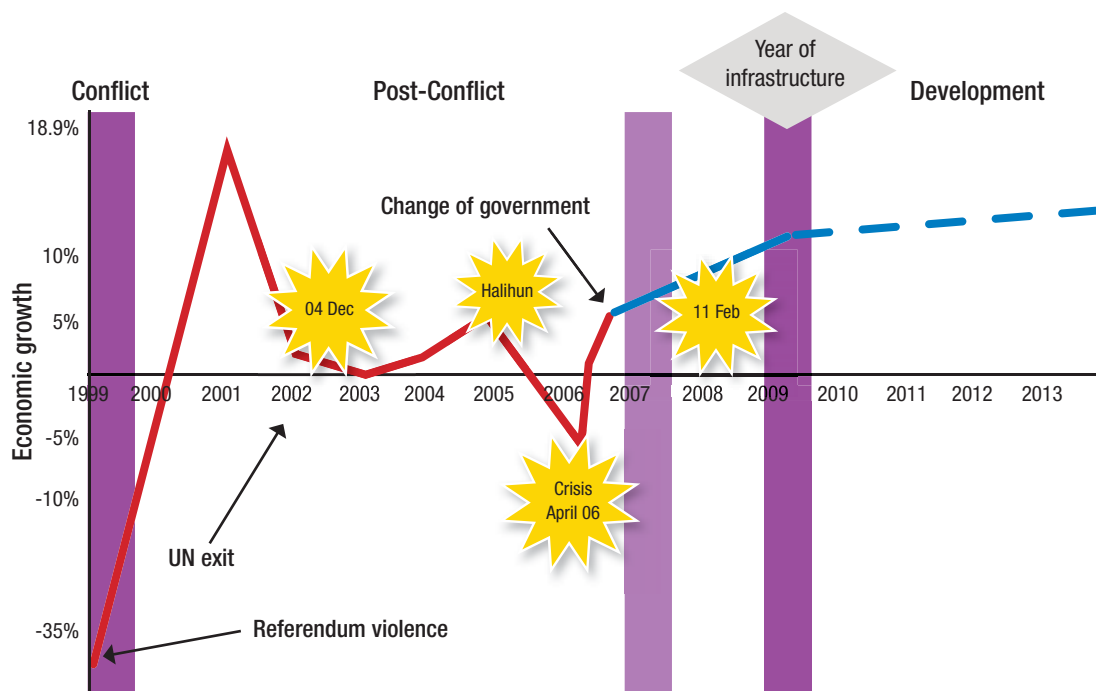 Year of
infrastructure
Conflict
Post-Conflict
Development
18.9%
Change of government
10%
Halihun
04 Dec
11 Feb
5%
Economic growth
1999 2000 2001 2002 2003 2004 2005 2006 2007 2008 2009 2010 2011 2012 2013
-5%
Crisis
April 06
-10%
UN exit
-35%
Referendum violence